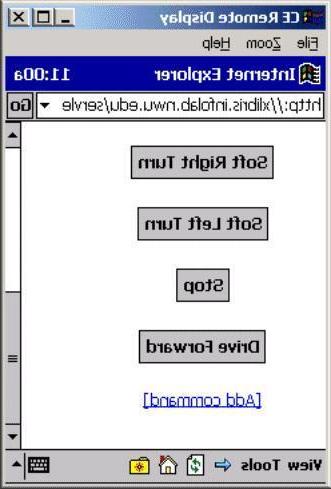 CE Remote Display
File Zoom Help
Internet Explorer 11:00a
http://xlibris.infolab.nwu.edu/servle/ Go
Soft Right Turn
Soft Left Turn
Stop
Drive Forward
[Add command]
View Tools